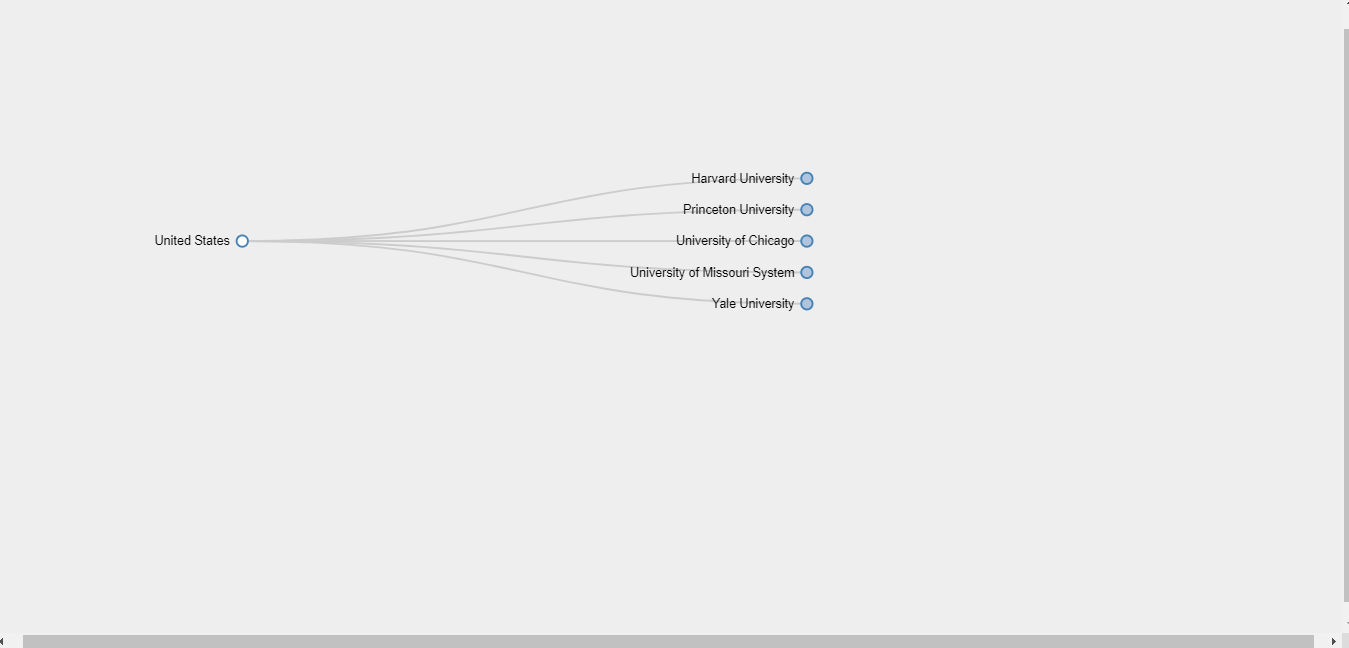 Harvard University
Princeton University
United States
University of Chicago
University of Missouri System
Yale University